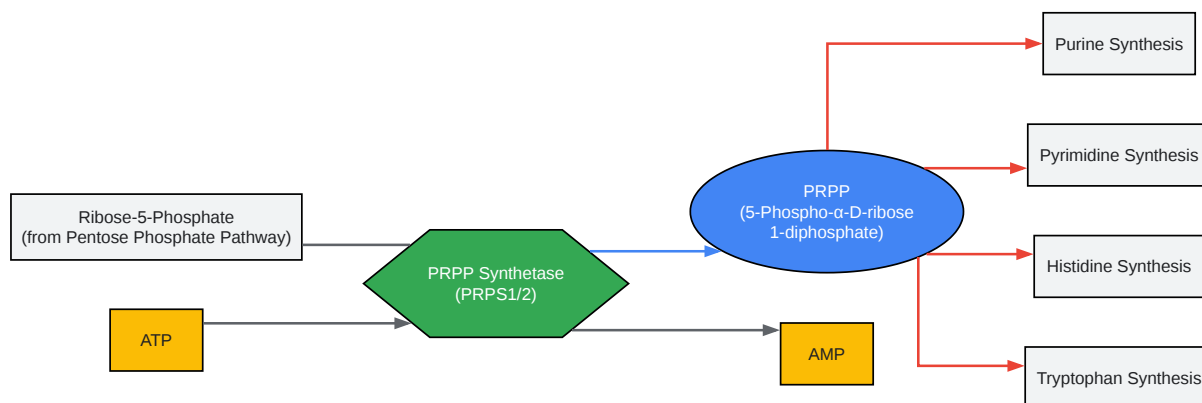 Ribose-5-Phosphate
(from Pentose Phosphate Pathway)
ATP
PRPP Synthetase
(PRPS1/2)
AMP
PRPP
(5-Phospho-α-D-ribose
1-diphosphate)
Purine Synthesis
Pyrimidine Synthesis
Histidine Synthesis
Tryptophan Synthesis